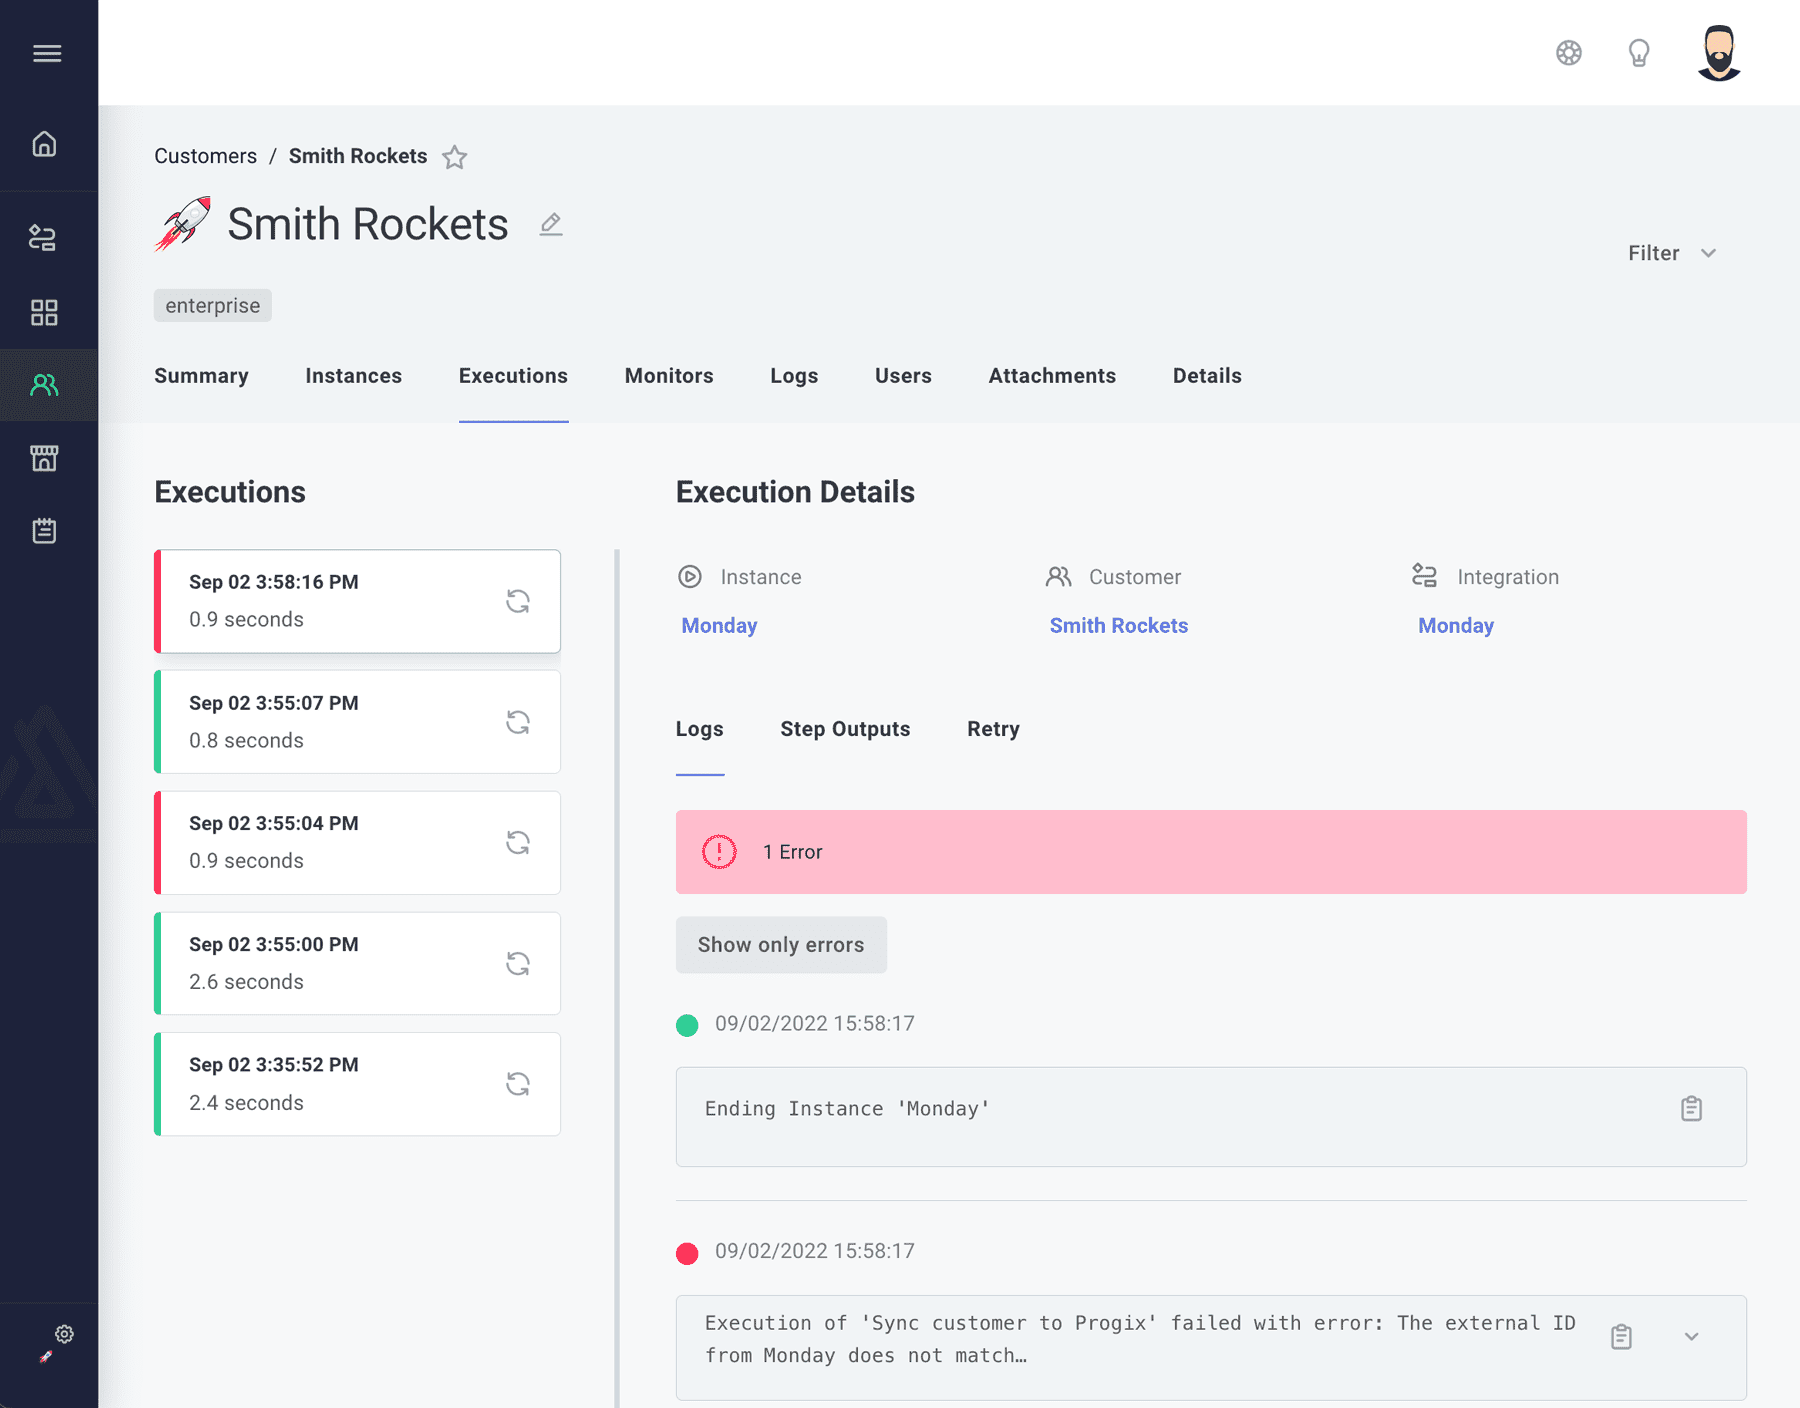 Customers / Smith Rockets
Smith Rockets
Filter
enterprise
Summary Instances Executions Monitors Logs Users Attachments Details
Executions
Sep 02 3:58:16 PM
0.9 seconds
Sep 02 3:55:07 PM
0.8 seconds
Sep 02 3:55:04 PM
0.9 seconds
Sep 02 3:55:00 PM
2.6 seconds
Sep 02 3:35:52 PM
2.4 seconds
Execution Details
Instance
Monday
Customer
Smith Rockets
Integration
Monday
Logs Step Outputs Retry
1 Error
Show only errors
09/02/2022 15:58:17
Ending Instance 'Monday'
09/02/2022 15:58:17
Execution of 'Sync customer to Progix' failed with error: The external ID
from Monday does not match…